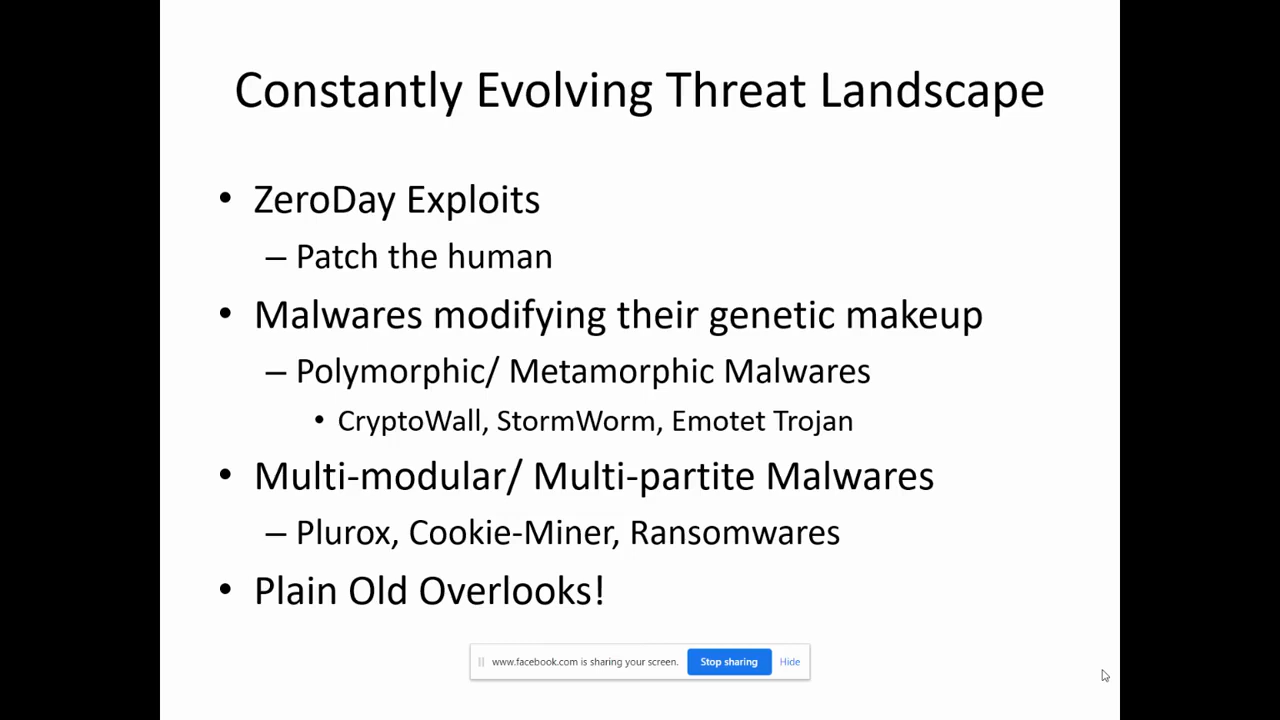 Constantly Evolving Threat Landscape
• ZeroDay Exploits
– Patch the human
• Malwares modifying their genetic makeup
– Polymorphic/ Metamorphic Malwares
• CryptoWall, StormWorm, Emotet Trojan
• Multi-modular/ Multi-partite Malwares
– Plurox, Cookie-Miner, Ransomwares
• Plain Old Overlooks!
www.facebook.com is sharing your screen. Stop sharing Hide